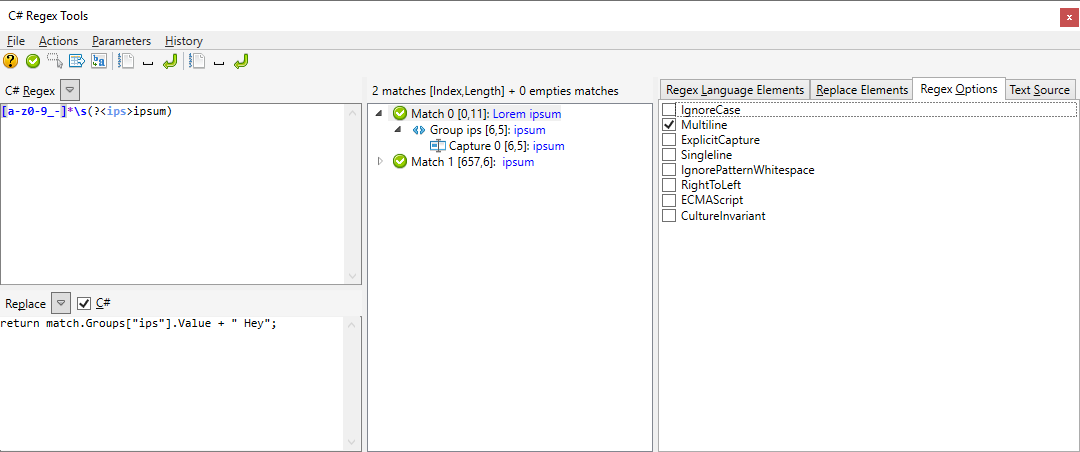 C# Regex Tools
x
File Actions Parameters History
C# Regex
[a-z0-9_-]*\s(?<ips>ipsum)
Replace C#
return match.Groups["ips"].Value + " Hey";
2 matches [Index,Length] + 0 empties matches
Match 0 [0,11]: Lorem ipsum
Group ips [6,5]: ipsum
Capture 0 [6,5]: ipsum
Match 1 [657,6]: ipsum
Regex Language Elements Replace Elements Regex Options Text Source
IgnoreCase
Multiline
ExplicitCapture
Singleline
IgnorePatternWhitespace
RightToLeft
ECMAScript
CultureInvariant